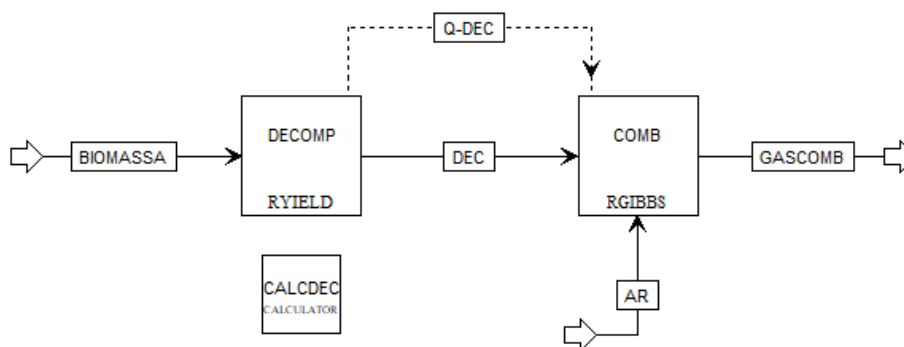 Q-DEC
DECOMP
COMB
BIOMASSA
DEC
GASCOMB
RYIELD
RGIBBS
CALCDEC
CALCULATOR
AR